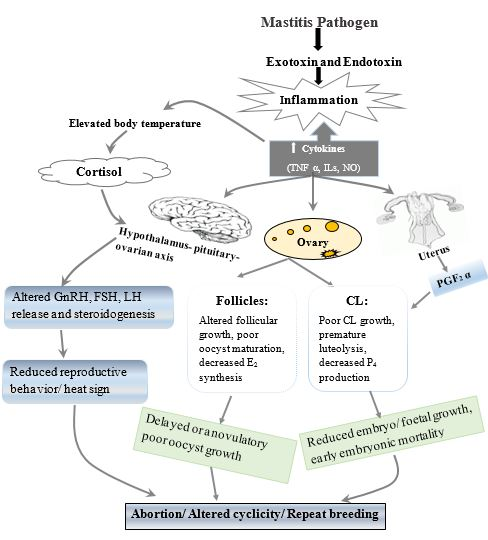 Mastitis Pathogen
Exotoxin and Endotoxin
Inflammation
Elevated body temperature
Cytokines
(TNF α, ILs, NO)
Cortisol
Hypothalamus- pituitary-
ovarian axis
Ovary
Uterus
PGF₂ α
Altered GnRH, FSH, LH
release and steroidogenesis
Follicles:
Altered follicular
growth, poor
oocyst maturation,
decreased E₂
synthesis
CL:
Poor CL growth,
premature
luteolysis,
decreased P₄
production
Reduced reproductive
behavior/ heat sign
Delayed or anovulatory
poor oocyst growth
Reduced embryo/ foetal growth,
early embryonic mortality
Abortion/ Altered cyclicity/ Repeat breeding